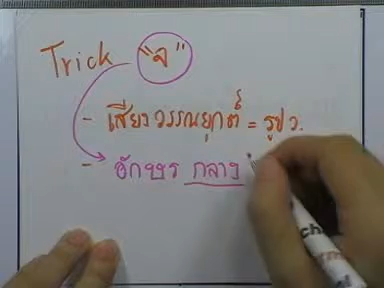 Trick "จ"
- เสียงวรรณยุกต์ = รูปว.
- อักษร กลาง